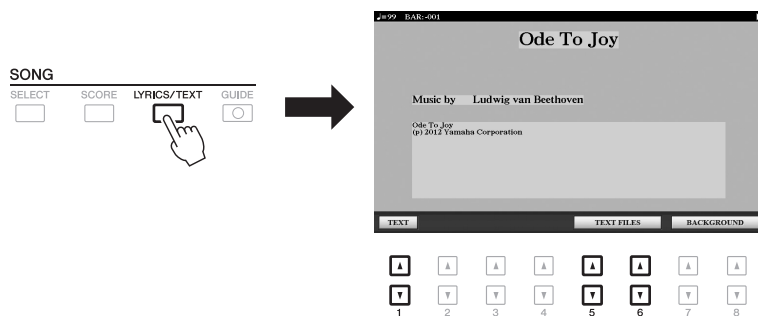 SONG
SELECT SCORE LYRICS/TEXT GUIDE
♩=99 BAR:-001
Ode To Joy
Music by Ludwig van Beethoven
Ode To Joy
(p) 2012 Yamaha Corporation
TEXT TEXT FILES BACKGROUND
1 2 3 4 5 6 7 8